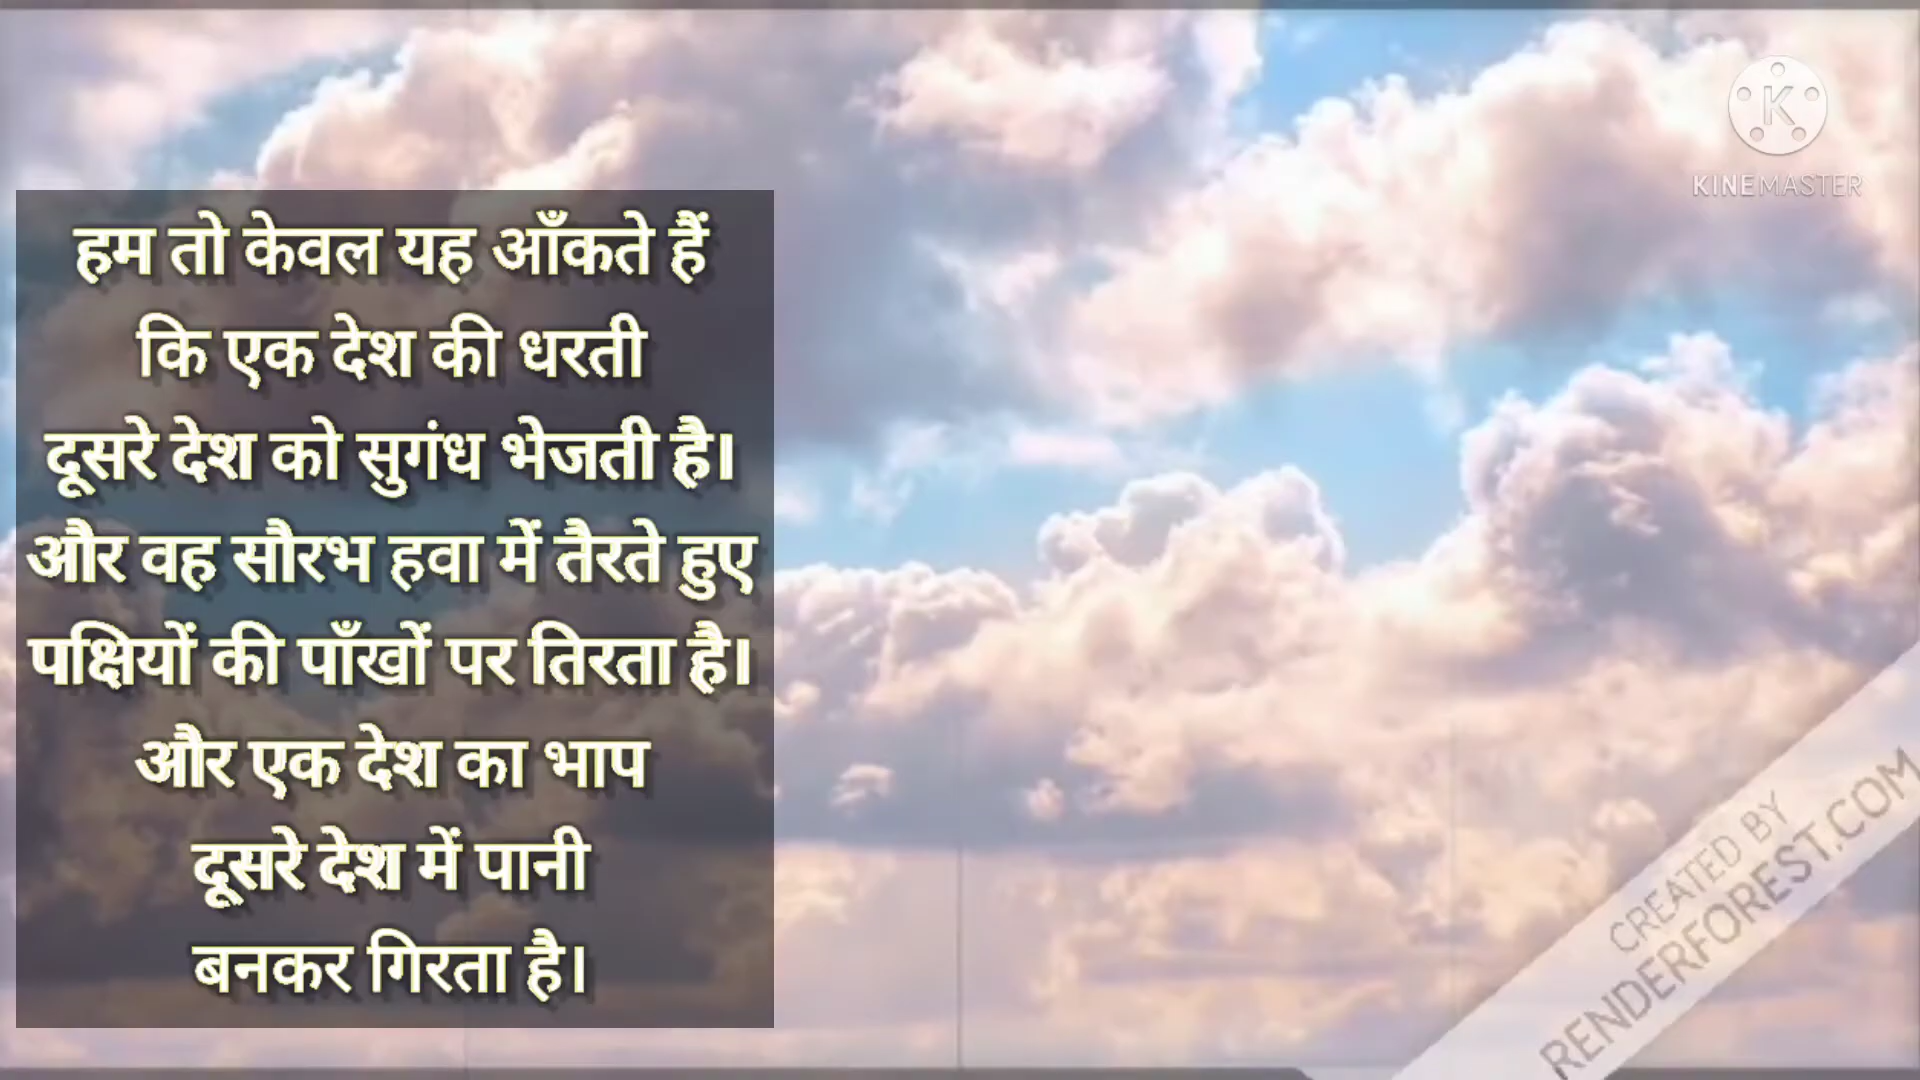 हम तो केवल यह आँकते हैं
कि एक देश की धरती
दूसरे देश को सुगंध भेजती है।
और वह सौरभ हवा में तैरते हुए
पक्षियों की पाँखों पर तिरता है।
और एक देश का भाप
दूसरे देश में पानी
बनकर गिरता है।
K
KINEMASTER
CREATED BY
RENDERFOREST.COM